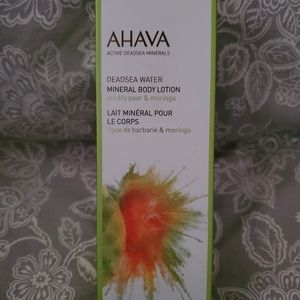 AHAVA
ACTIVE DEADSEA MINERALS
DEADSEA WATER
MINERAL BODY LOTION
prickly pear & moringa
LAIT MINÉRAL POUR
LE CORPS
figue de barbarie & moringa